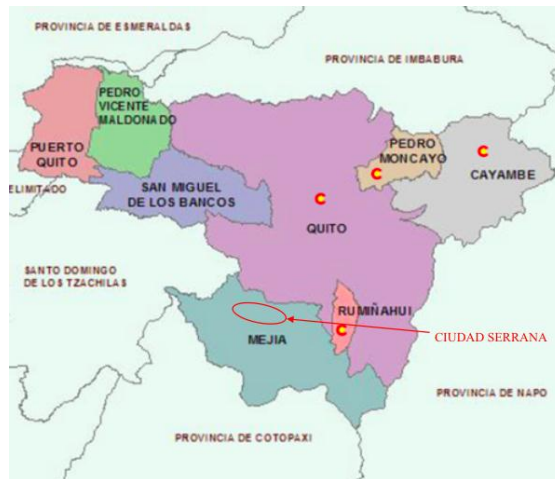 PROVINCIA DE ESMERALDAS
PROVINCIA DE IMBABURA
PEDRO
VICENTE
MALDONADO
PUERTO
QUITO
PEDRO
MONCAYO
CAYAMBE
ELIMITADO
SAN MIGUEL
DE LOS BANCOS
QUITO
SANTO DOMINGO
DE LOS TZACHILAS
RUMIÑAHUI
MEJIA
CIUDAD SERRANA
PROVINCIA DE NAPO
PROVINCIA DE COTOPAXI
C
C
C
C